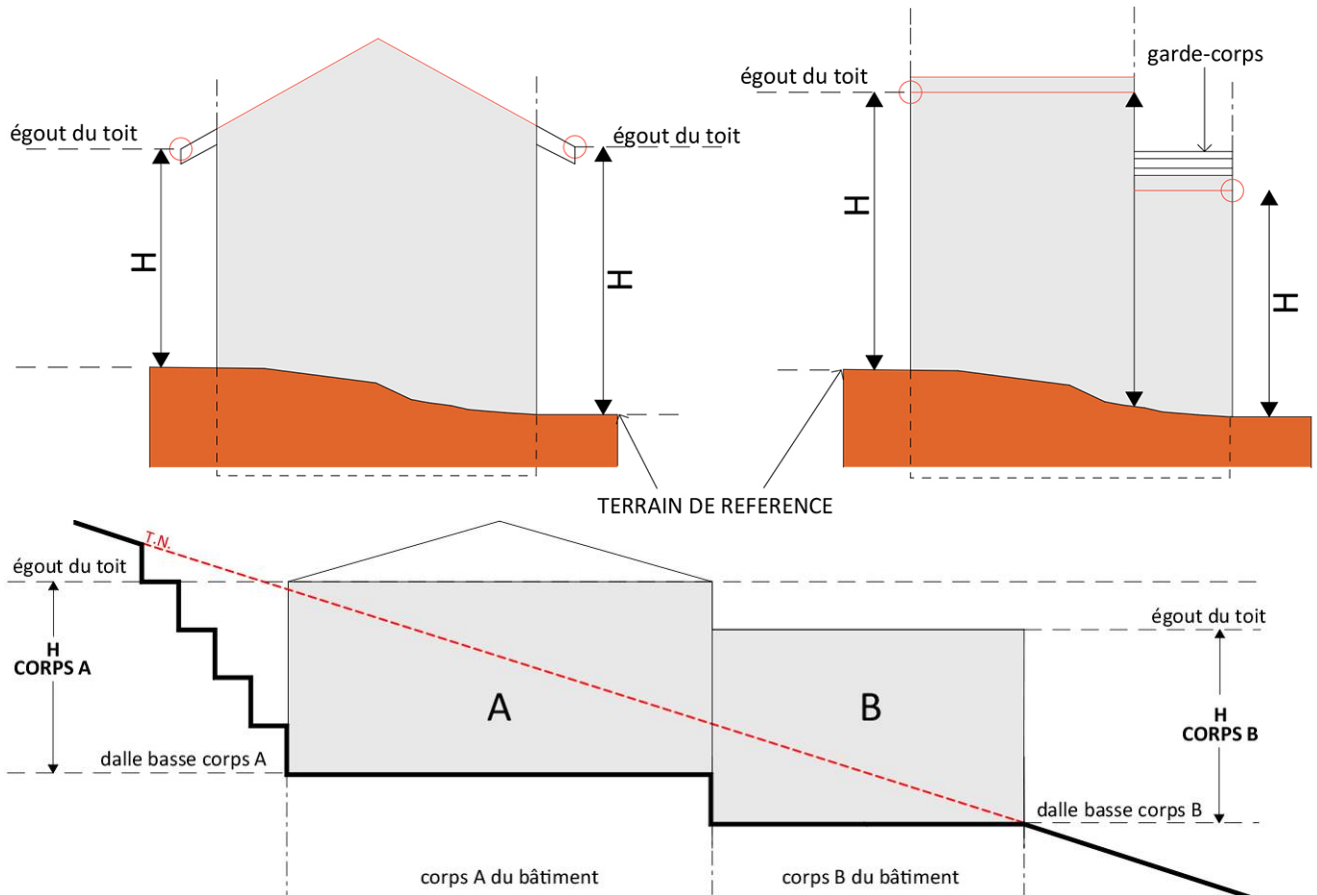 égout du toit
égout du toit
H
H
égout du toit
garde-corps
H
H
TERRAIN DE REFERENCE
T.N.
égout du toit
H
CORPS A
dalle basse corps A
A
B
égout du toit
H
CORPS B
dalle basse corps B
corps A du bâtiment
corps B du bâtiment